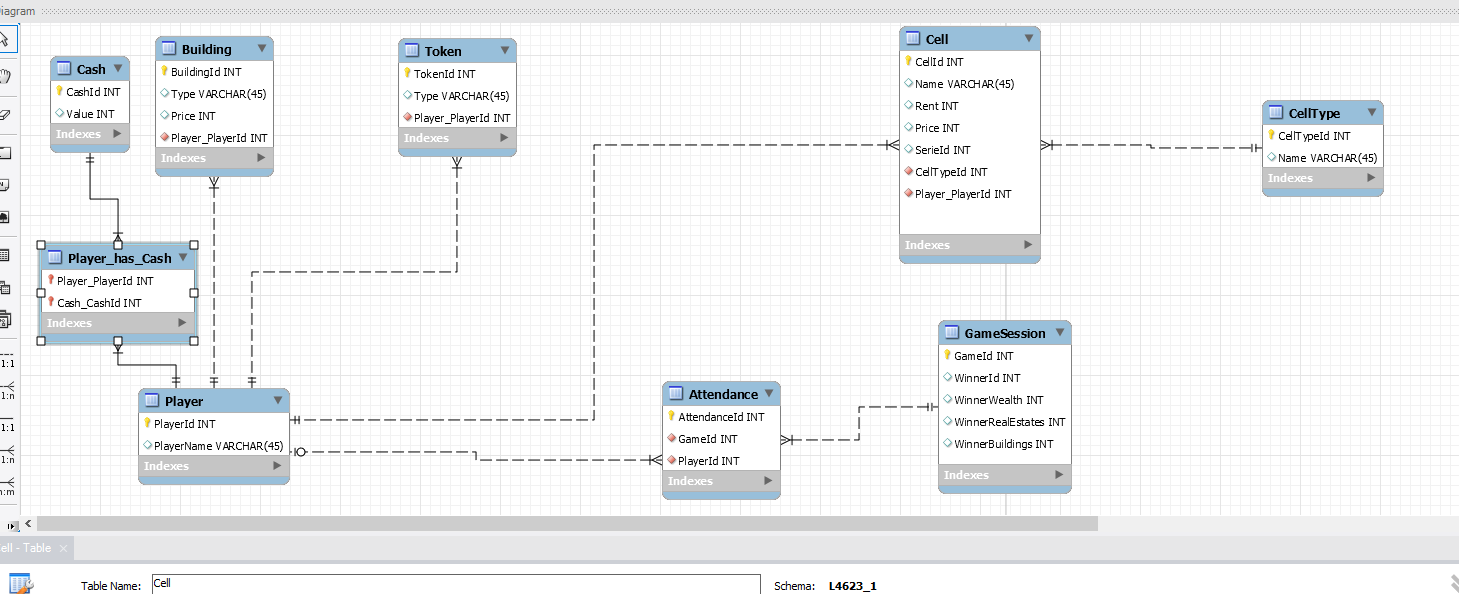 iagram
Cash
CashId INT
Value INT
Indexes
Building
BuildingId INT
Type VARCHAR(45)
Price INT
Player_PlayerId INT
Indexes
Token
TokenId INT
Type VARCHAR(45)
Player_PlayerId INT
Indexes
Cell
CellId INT
Name VARCHAR(45)
Rent INT
Price INT
SerieId INT
CellTypeId INT
Player_PlayerId INT
Indexes
CellType
CellTypeId INT
Name VARCHAR(45)
Indexes
Player_has_Cash
Player_PlayerId INT
Cash_CashId INT
Indexes
Player
PlayerId INT
PlayerName VARCHAR(45)
Indexes
Attendance
AttendanceId INT
GameId INT
PlayerId INT
Indexes
GameSession
GameId INT
WinnerId INT
WinnerWealth INT
WinnerRealEstates INT
WinnerBuildings INT
Indexes
1:1
1:n
1:1
1:n
n:m
ell - Table
Table Name: Cell
Schema: L4623_1